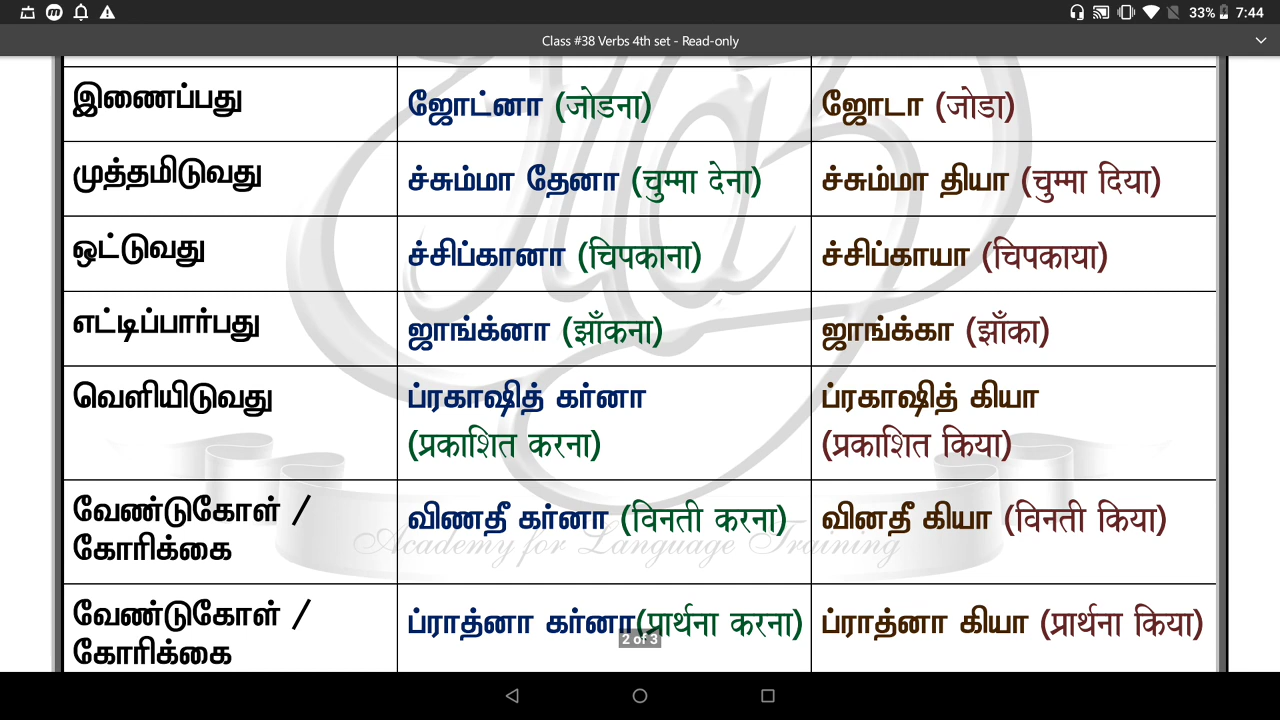 33% 7:44
Class #38 Verbs 4th set - Read-only
இணைப்பது ஜோட்னா (जोडना) ஜோடா (जोडा)
முத்தமிடுவது ச்சும்மா தேனா (चुम्मा देना) ச்சும்மா தியா (चुम्मा दिया)
ஒட்டுவது ச்சிப்கானா (चिपकाना) ச்சிப்காயா (चिपकाया)
எட்டிப்பார்பது ஜாங்க்னா (झाँकना) ஜாங்க்கா (झाँका)
வெளியிடுவது ப்ரகாஷித் கர்னா ப்ரகாஷித் கியா
(प्रकाशित करना) (प्रकाशित किया)
வேண்டுகோள் / விணதீ கர்னா (विनती करना) வினதீ கியா (विनती किया)
கோரிக்கை
Academy for Language Training
வேண்டுகோள் / ப்ராத்னா கர்னா(प्रार्थना करना) ப்ராத்னா கியா (प्रार्थना किया)
2 of 3
கோரிக்கை